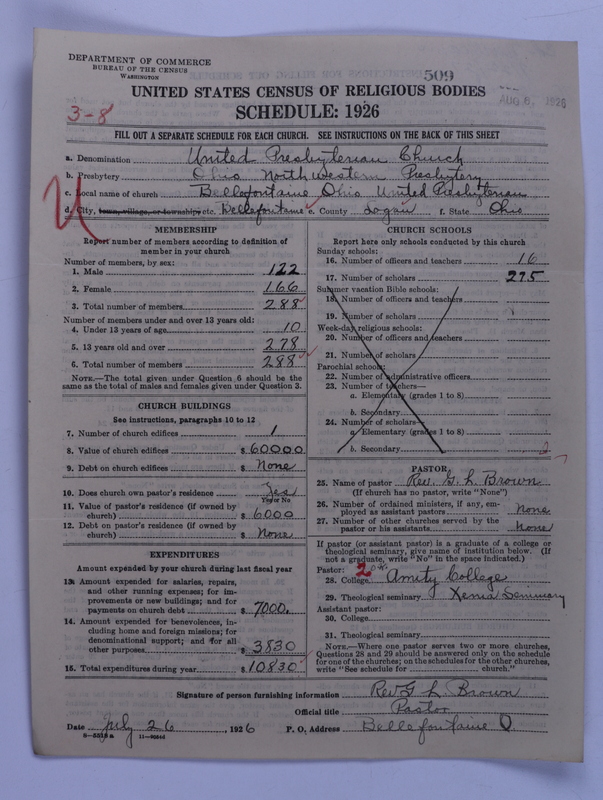 DEPARTMENT OF COMMERCE
BUREAU OF THE CENSUS
WASHINGTON
509
AUG 6, 1926
UNITED STATES CENSUS OF RELIGIOUS BODIES
3-8
SCHEDULE: 1926
FILL OUT A SEPARATE SCHEDULE FOR EACH CHURCH. SEE INSTRUCTIONS ON THE BACK OF THIS SHEET
a. Denomination United Presbyterian Church
b. Presbytery Ohio North Western Presbytery
c. Local name of church Bellefontaine Ohio United Presbyterian
d. City, town, village, or township etc. Bellefontaine e. County Logan f. State Ohio
MEMBERSHIP
Report number of members according to definition of
member in your church
Number of members, by sex:
1. Male 122
2. Female 166
3. Total number of members 288
Number of members under and over 13 years old:
4. Under 13 years of age 10
5. 13 years old and over 278
6. Total number of members 288
NOTE.—The total given under Question 6 should be the
same as the total of males and females given under Question 3.
CHURCH BUILDINGS
See instructions, paragraphs 10 to 12
7. Number of church edifices 1
8. Value of church edifices $ 60000
9. Debt on church edifices $ None
10. Does church own pastor's residence Yes
Yes or No
11. Value of pastor's residence (if owned by
church) $ 6000
12. Debt on pastor's residence (if owned by
church) $ None
EXPENDITURES
Amount expended by your church during last fiscal year
13. Amount expended for salaries, repairs,
and other running expenses; for im-
provements or new buildings; and for
payments on church debt $ 7000.
14. Amount expended for benevolences, in-
cluding home and foreign missions; for
denominational support; and for all
other purposes $ 3830
15. Total expenditures during year $ 10830
CHURCH SCHOOLS
Report here only schools conducted by this church
Sunday schools:
16. Number of officers and teachers 16
17. Number of scholars 275
Summer vacation Bible schools:
18. Number of officers and teachers
19. Number of scholars
Week-day religious schools:
20. Number of officers and teachers
21. Number of scholars
Parochial schools:
22. Number of administrative officers
23. Number of teachers—
a. Elementary (grades 1 to 8)
b. Secondary
24. Number of scholars—
a. Elementary (grades 1 to 8)
b. Secondary
PASTOR
25. Name of pastor Rev. G. L. Brown
(If church has no pastor, write "None")
26. Number of ordained ministers, if any, em-
ployed as assistant pastors None
27. Number of other churches served by the
pastor or his assistants None
If pastor (or assistant pastor) is a graduate of a college or
theological seminary, give name of institution below. (If
not a graduate, write "No" in the space indicated.)
Pastor:
28. College Amity College
29. Theological seminary Xenia Seminary
Assistant pastor:
30. College
31. Theological seminary
NOTE.—Where one pastor serves two or more churches,
Questions 28 and 29 should be answered only on the schedule
for one of the churches; on the schedules for the other churches,
write "See schedule for church."
Signature of person furnishing information Rev G L Brown
Official title Pastor
Date July 26, 1926 P. O. Address Bellefontaine O